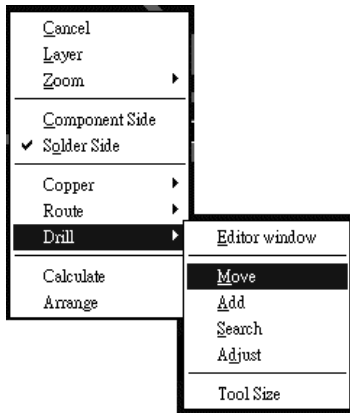 Cancel
Layer
Zoom
Component Side
✔ Solder Side
Copper
Route
Drill
Calculate
Arrange
Editor window
Move
Add
Search
Adjust
Tool Size